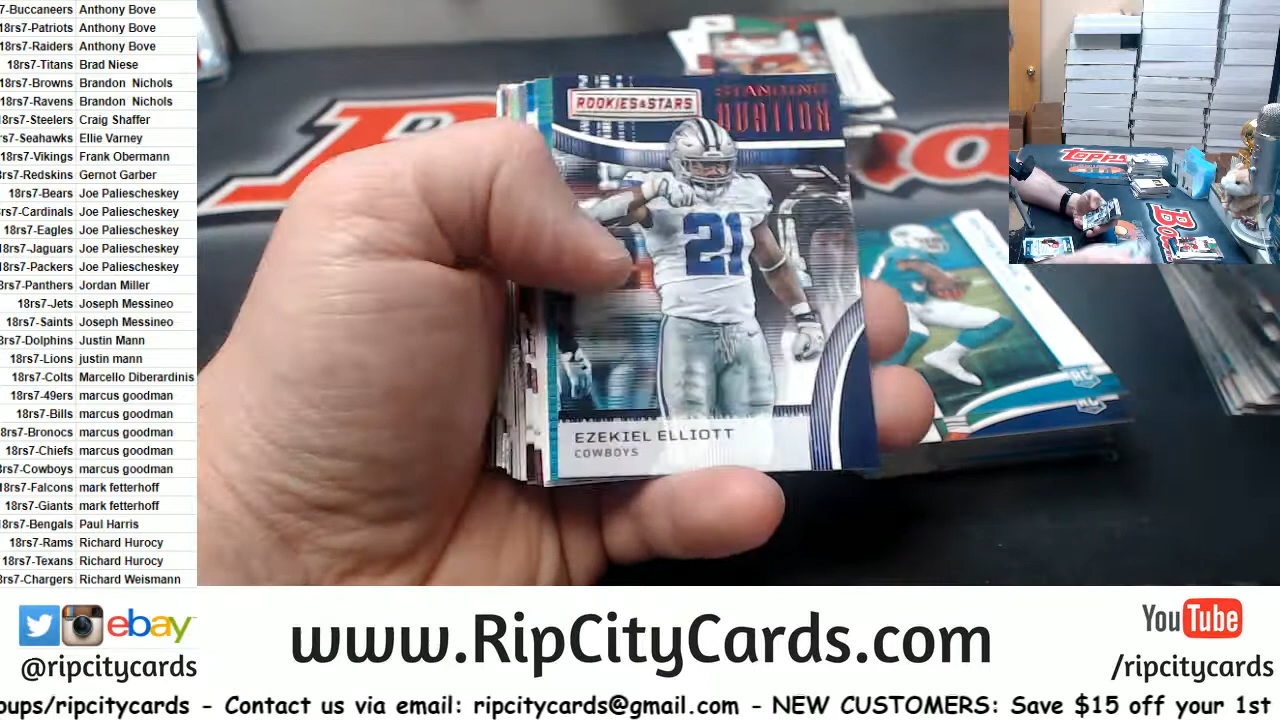 7-Buccaneers Anthony Bove
18rs7-Patriots Anthony Bove
18rs7-Raiders Anthony Bove
18rs7-Titans Brad Niese
18rs7-Browns Brandon Nichols
18rs7-Ravens Brandon Nichols
18rs7-Steelers Craig Shaffer
rs7-Seahawks Ellie Varney
18rs7-Vikings Frank Obermann
rs7-Redskins Gernot Garber
18rs7-Bears Joe Paliescheskey
rs7-Cardinals Joe Paliescheskey
18rs7-Eagles Joe Paliescheskey
8rs7-Jaguars Joe Paliescheskey
8rs7-Packers Joe Paliescheskey
8rs7-Panthers Jordan Miller
18rs7-Jets Joseph Messineo
18rs7-Saints Joseph Messineo
8rs7-Dolphins Justin Mann
18rs7-Lions justin mann
18rs7-Colts Marcello Diberardinis
18rs7-49ers marcus goodman
18rs7-Bills marcus goodman
8rs7-Broncos marcus goodman
18rs7-Chiefs marcus goodman
8rs7-Cowboys marcus goodman
18rs7-Falcons mark fetterhoff
18rs7-Giants mark fetterhoff
8rs7-Bengals Paul Harris
18rs7-Rams Richard Hurocy
18rs7-Texans Richard Hurocy
8rs7-Chargers Richard Weismann
ROOKIES & STARS
STANDING
OVATION
21
EZEKIEL ELLIOTT
COWBOYS
RC
RC
topps
ebay
@ripcitycards
www.RipCityCards.com
YouTube
/ripcitycards
oups/ripcitycards - Contact us via email: ripcitycards@gmail.com - NEW CUSTOMERS: Save $15 off your 1st